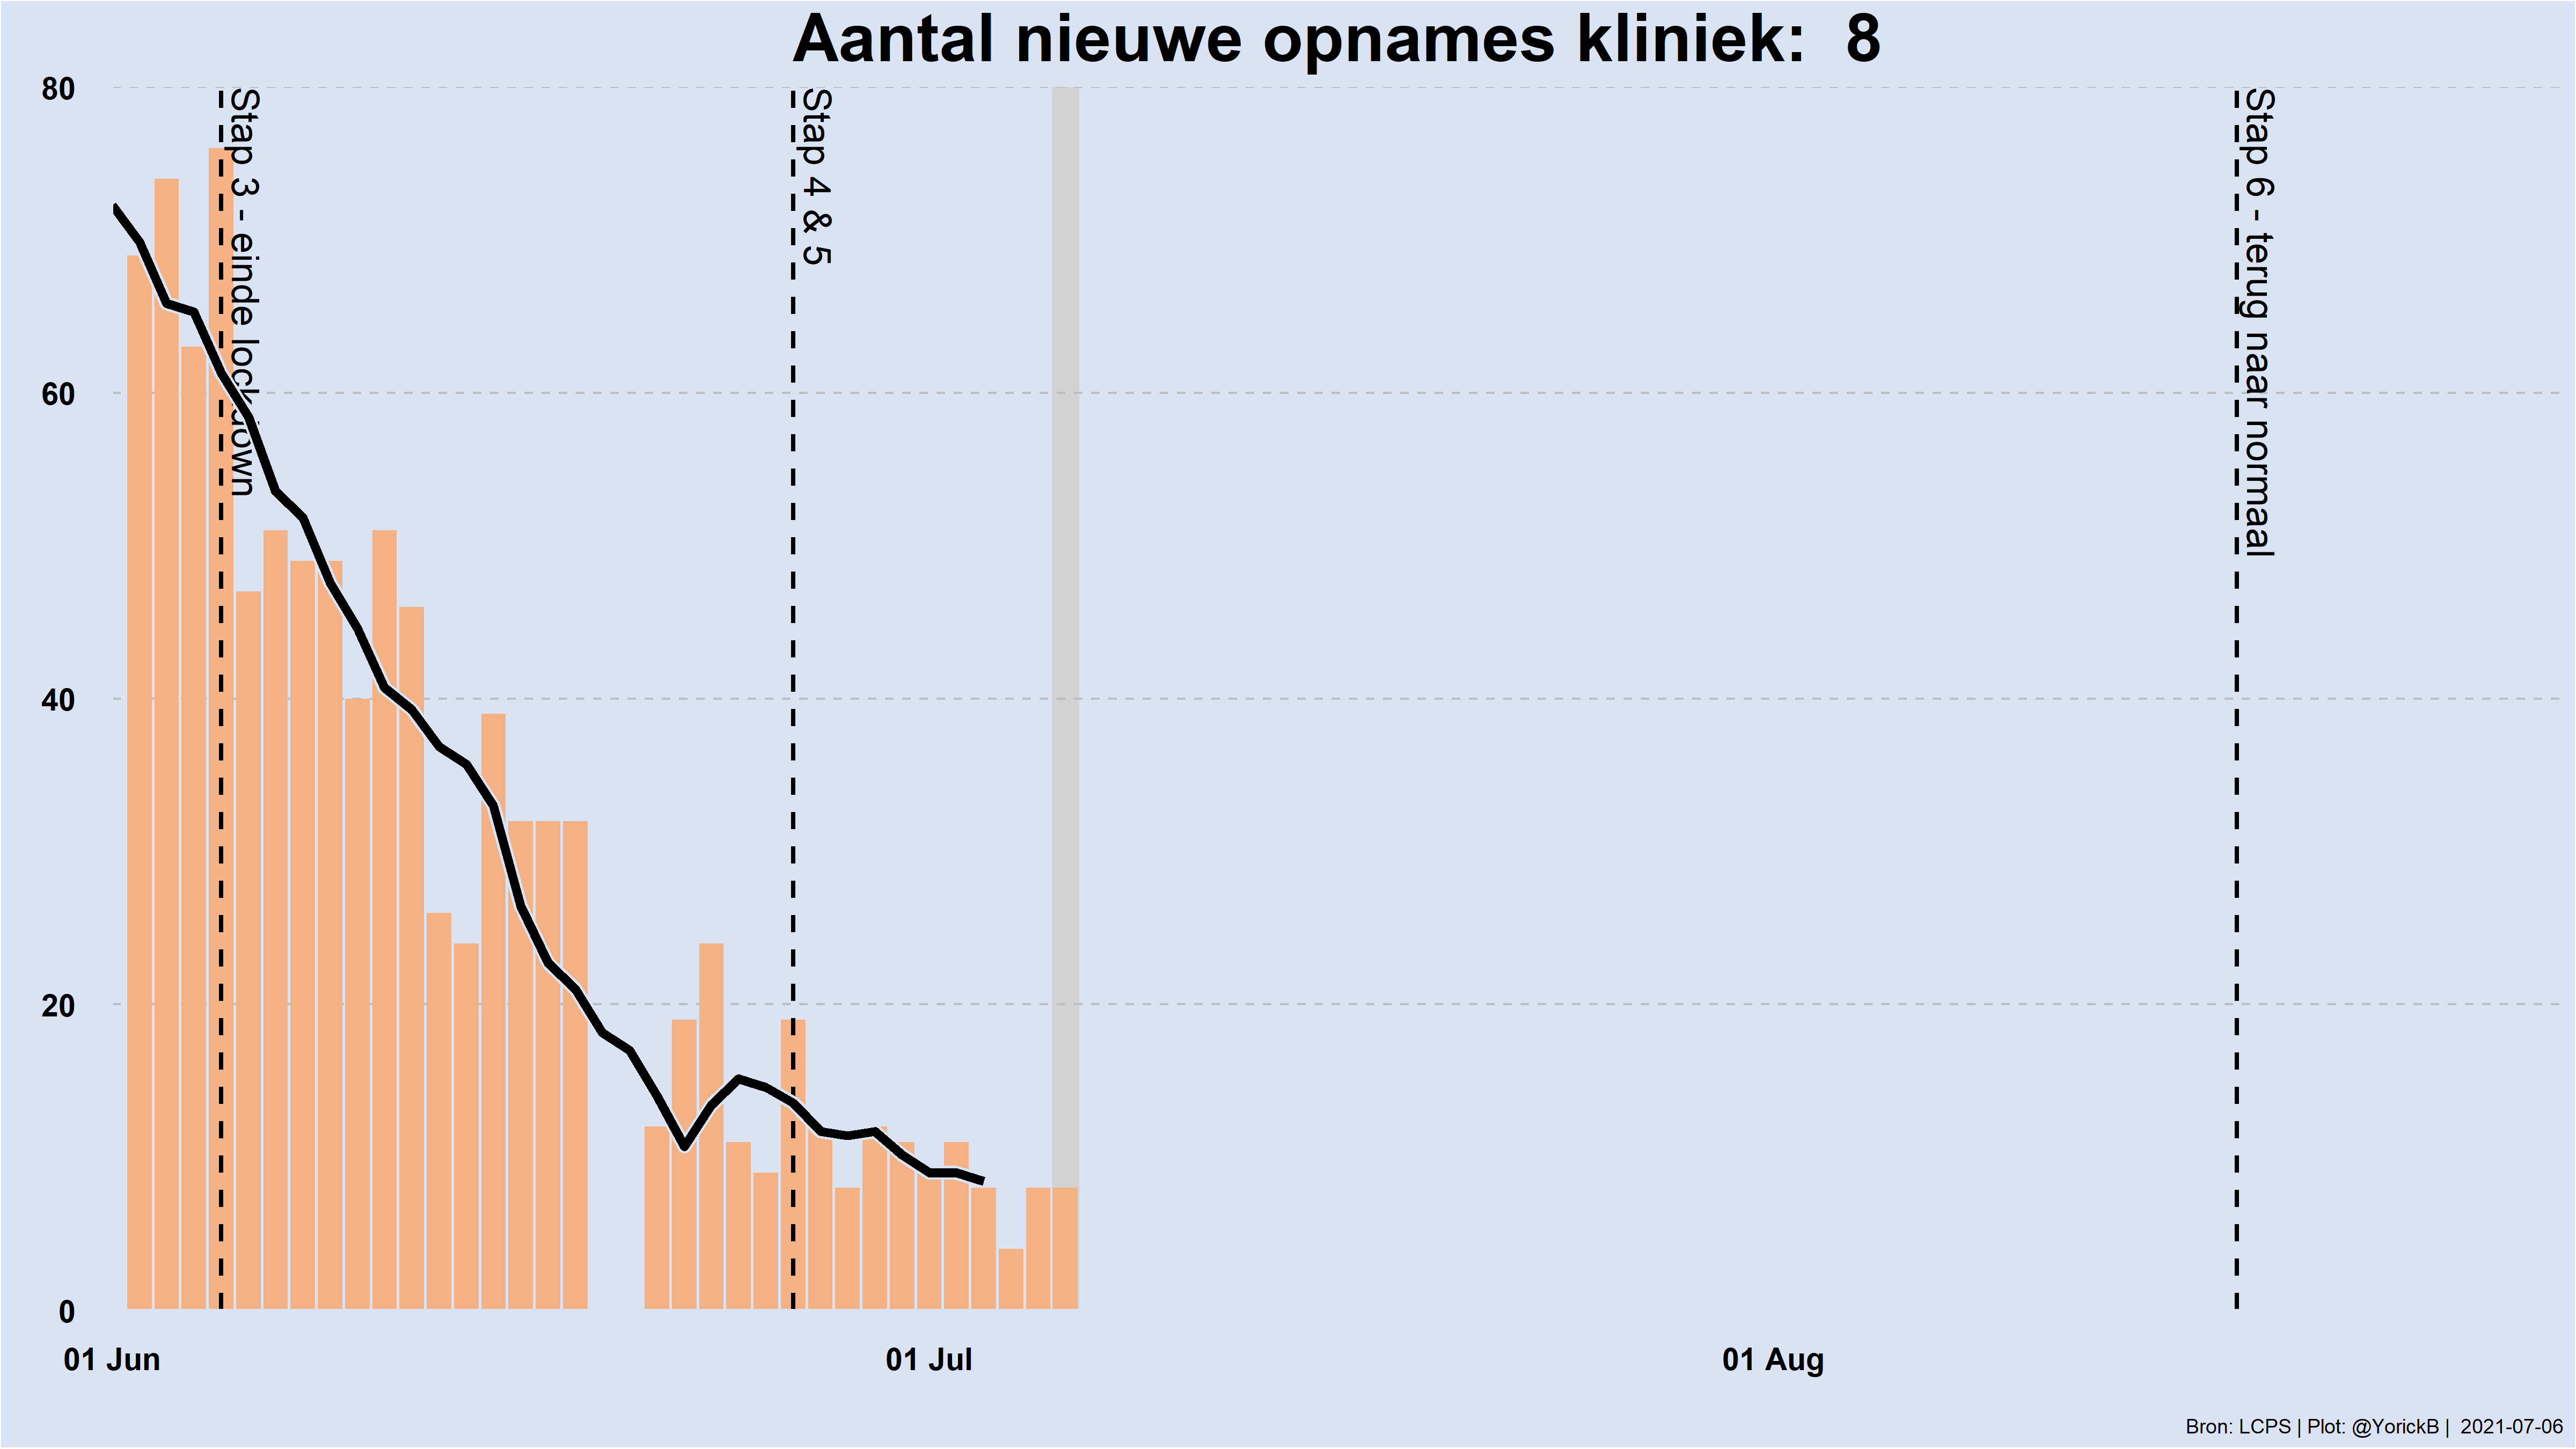 Aantal nieuwe opnames kliniek: 8
80
60
40
20
0
Stap 3 - einde lockdown
Stap 4 & 5
Stap 6 - terug naar normaal
01 Jun
01 Jul
01 Aug
Bron: LCPS | Plot: @YorickB | 2021-07-06